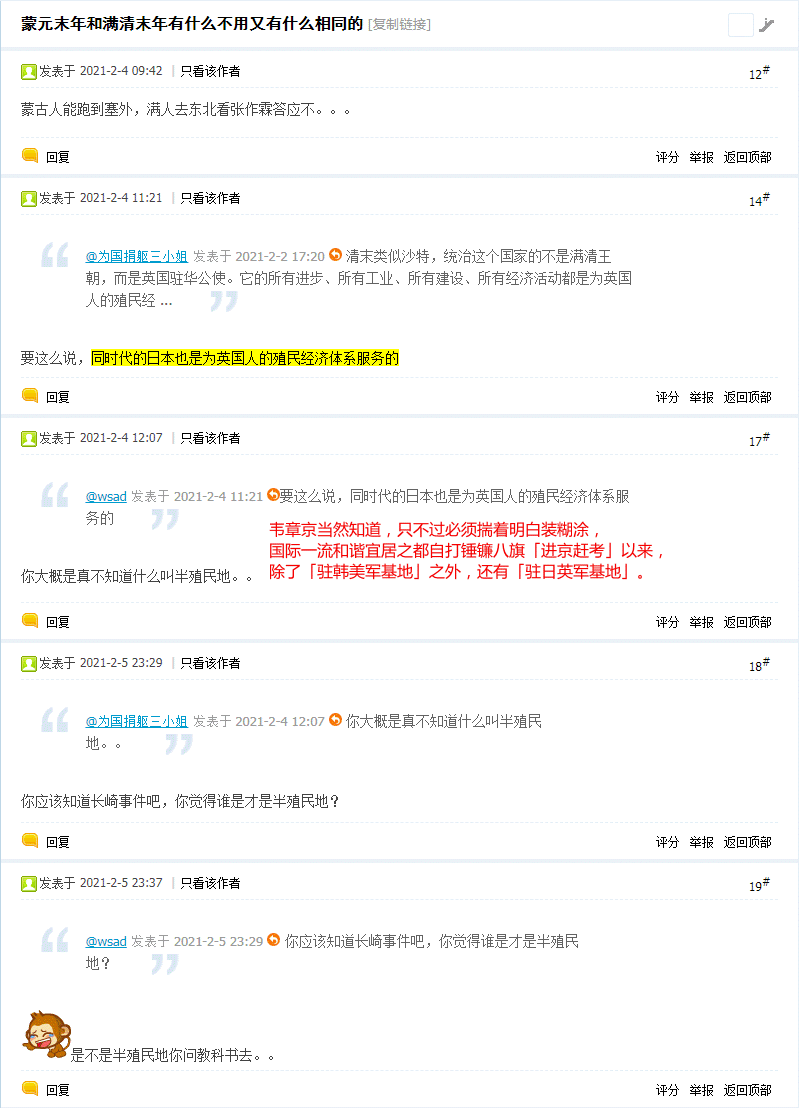 蒙元末年和满清末年有什么不用又有什么相同的 [复制链接]
发表于 2021-2-4 09:42 | 只看该作者
12#
蒙古人能跑到塞外，满人去东北看张作霖答应不。。。
回复
评分 举报 返回顶部
发表于 2021-2-4 11:21 | 只看该作者
14#
@为国捐躯三小姐 发表于 2021-2-2 17:20 清末类似沙特，统治这个国家的不是满清王
朝，而是英国驻华公使。它的所有进步、所有工业、所有建设、所有经济活动都是为英国
人的殖民经 ...
要这么说，同时代的日本也是为英国人的殖民经济体系服务的
回复
评分 举报 返回顶部
发表于 2021-2-4 12:07 | 只看该作者
17#
@wsad 发表于 2021-2-4 11:21 要这么说，同时代的日本也是为英国人的殖民经济体系服
务的
韦章京当然知道，只不过必须揣着明白装糊涂，
国际一流和谐宜居之都自打锤镰八旗「进京赶考」以来，
除了「驻韩美军基地」之外，还有「驻日英军基地」。
你大概是真不知道什么叫半殖民地。。
回复
评分 举报 返回顶部
发表于 2021-2-5 23:29 | 只看该作者
18#
@为国捐躯三小姐 发表于 2021-2-4 12:07 你大概是真不知道什么叫半殖民
地。。
你应该知道长崎事件吧，你觉得谁是才是半殖民地？
回复
评分 举报 返回顶部
发表于 2021-2-5 23:37 | 只看该作者
19#
@wsad 发表于 2021-2-5 23:29 你应该知道长崎事件吧，你觉得谁是才是半殖民
地？
是不是半殖民地你问教科书去。。
回复
评分 举报 返回顶部